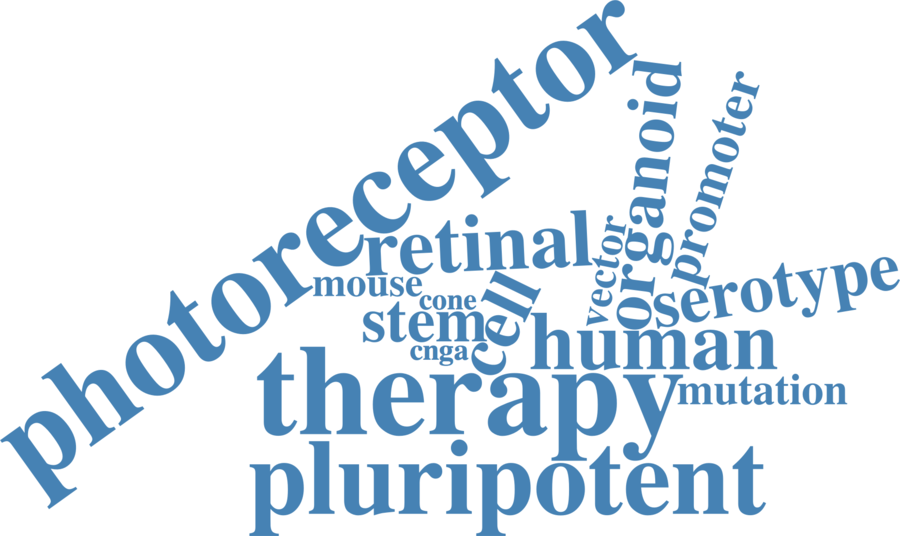 photoreceptor
organoid
promoter
retinal
vector
mouse
cone
serotype
stem
cell
human
cnga
therapy
mutation
pluripotent